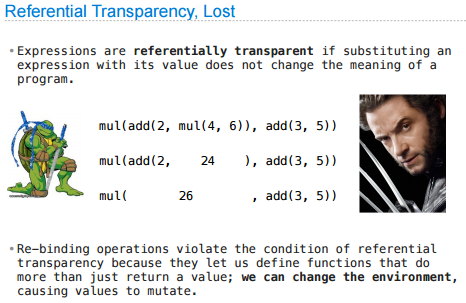 Referential Transparency, Lost
• Expressions are referentially transparent if substituting an
expression with its value does not change the meaning of a
program.
mul(add(2, mul(4, 6)), add(3, 5))
mul(add(2,    24    ), add(3, 5))
mul(       26        , add(3, 5))
• Re-binding operations violate the condition of referential
transparency because they let us define functions that do
more than just return a value; we can change the environment,
causing values to mutate.